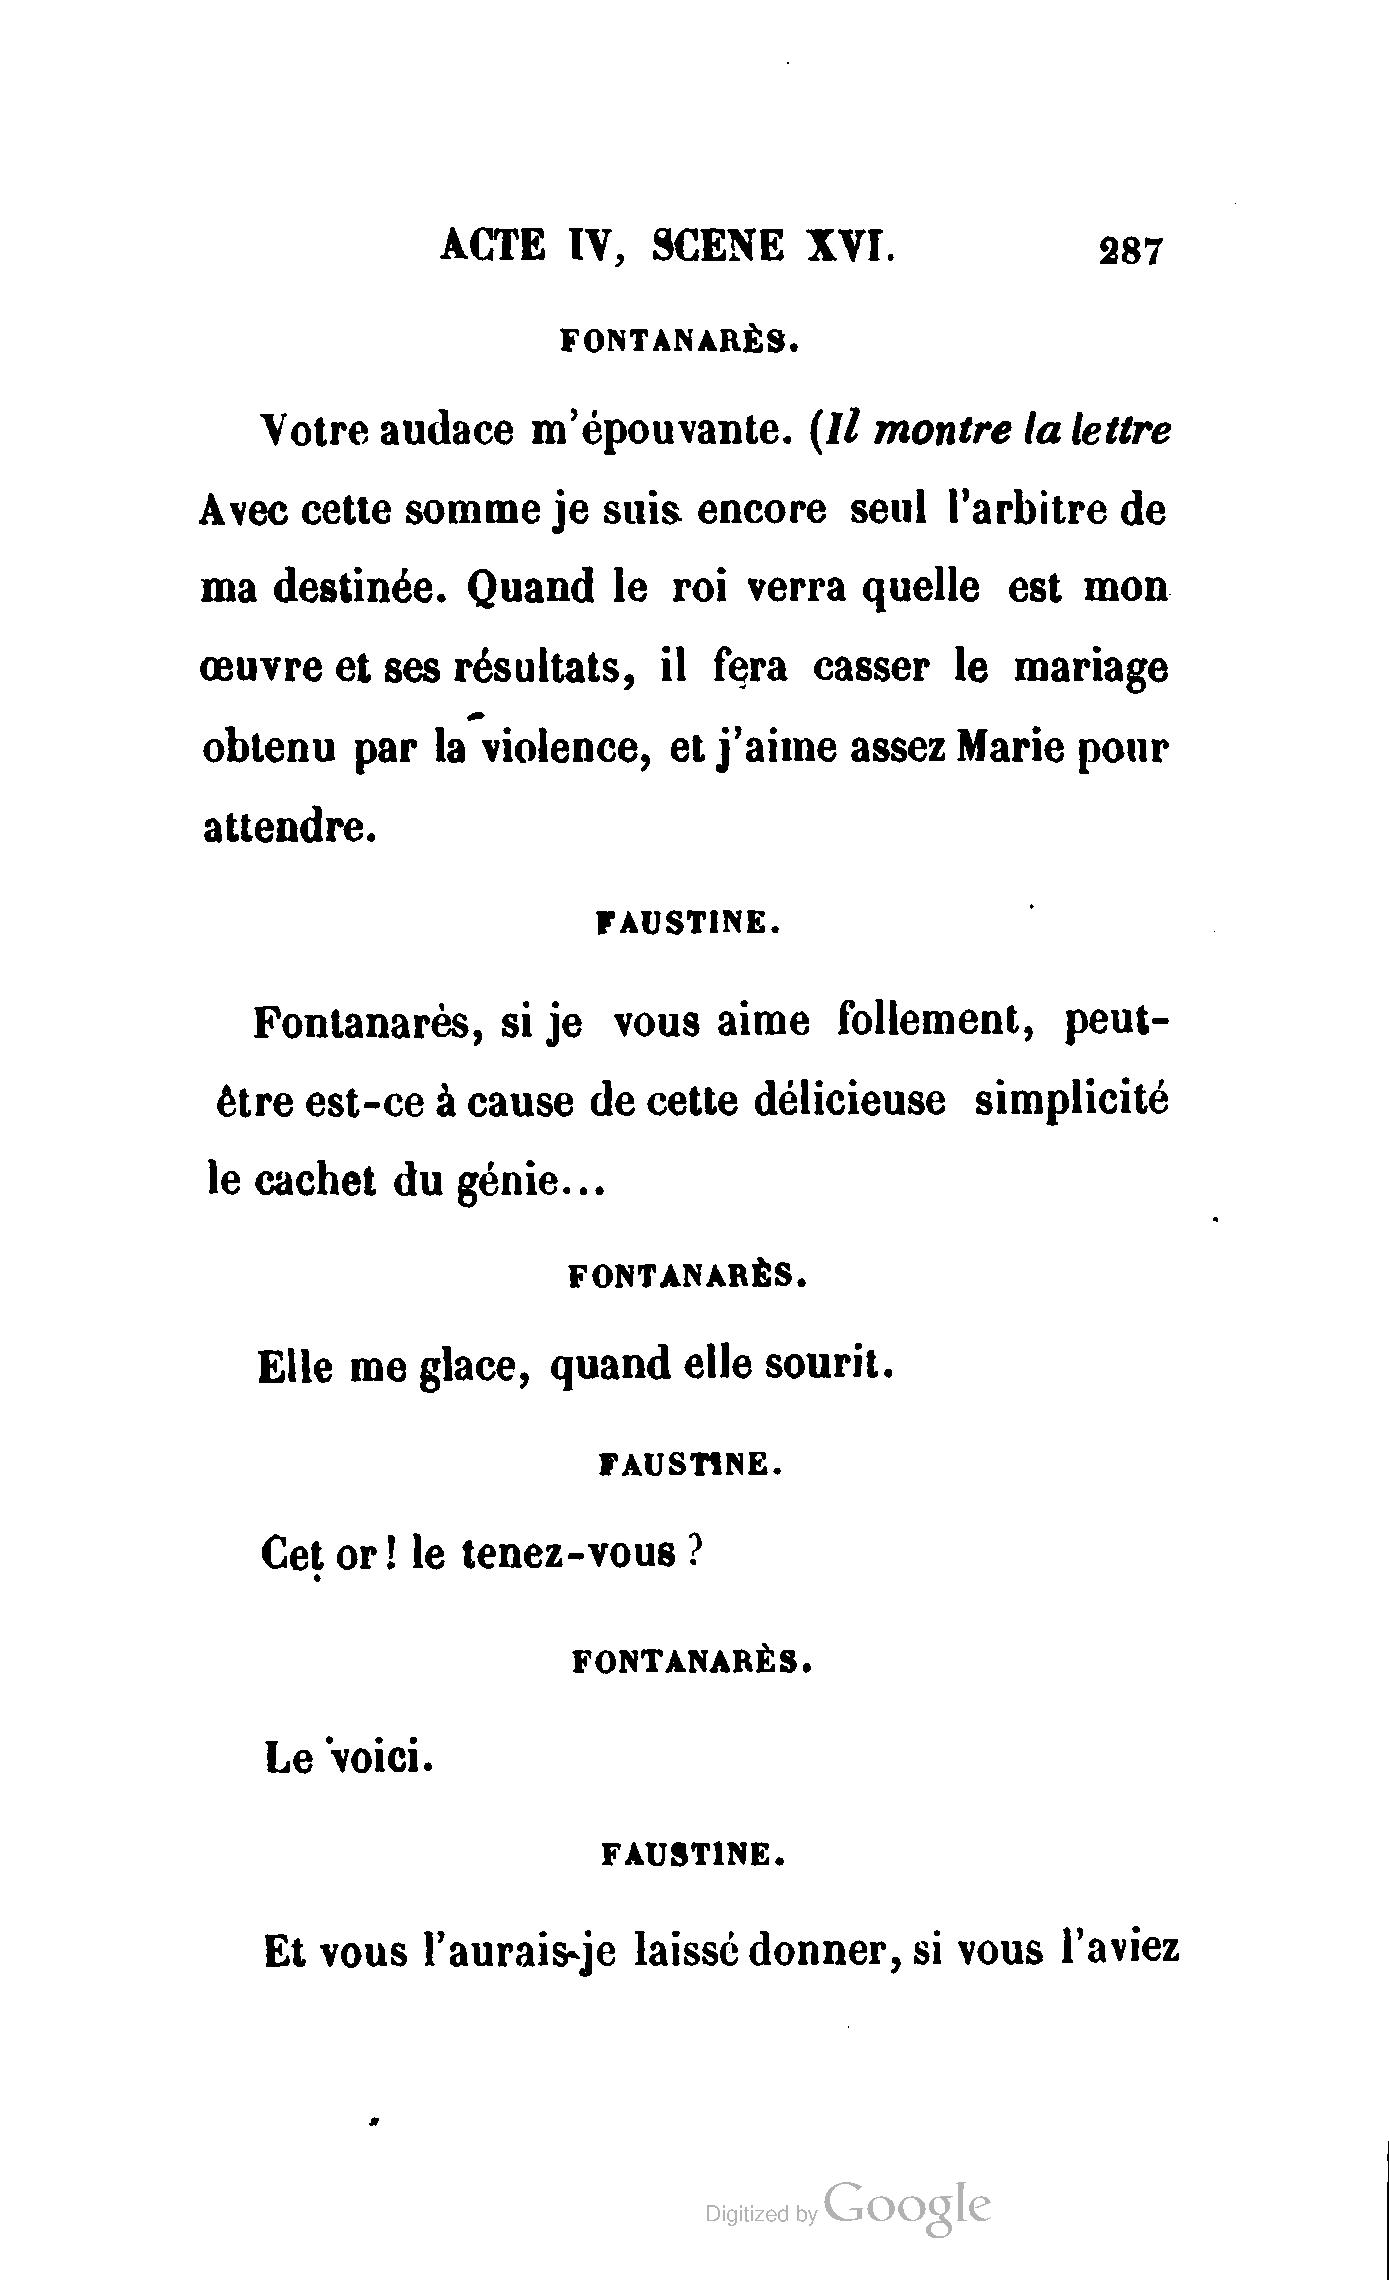 ACTE IV, SCENE XVI. 287
FONTANARÈS.
Votre audace m'épouvante. (Il montre la lettre
Avec cette somme je suis encore seul l'arbitre de
ma destinée. Quand le roi verra quelle est mon
œuvre et ses résultats, il fera casser le mariage
obtenu par la violence, et j'aime assez Marie pour
attendre.
FAUSTINE.
Fontanarès, si je vous aime follement, peut-
être est-ce à cause de cette délicieuse simplicité
le cachet du génie...
FONTANARÈS.
Elle me glace, quand elle sourit.
FAUSTINE.
Cet or! le tenez-vous ?
FONTANARÈS.
Le voici.
FAUSTINE.
Et vous l'aurais-je laissé donner, si vous l'aviez
Digitized by Google